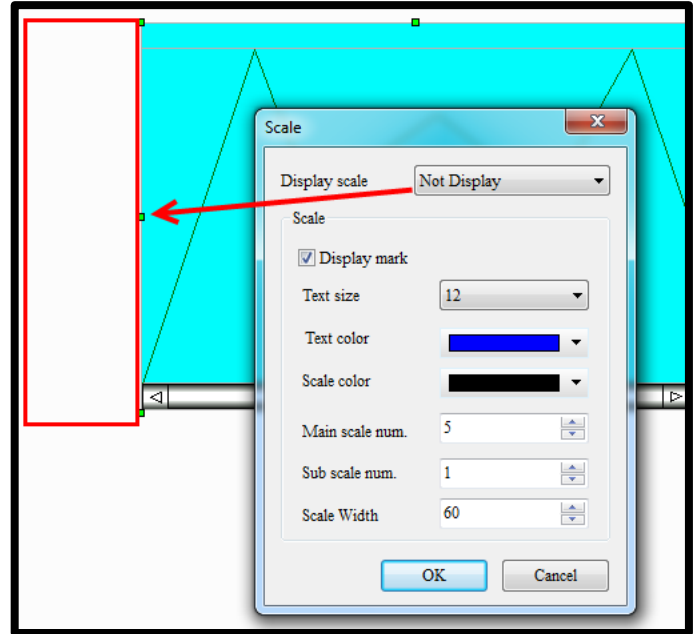 Scale
Display scale Not Display
Scale
Display mark
Text size 12
Text color
Scale color
Main scale num. 5
Sub scale num. 1
Scale Width 60
OK Cancel